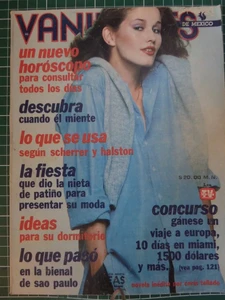 VANIDADES
DE MEXICO
un nuevo
horóscopo
para consultar
todos los días
descubra
cuando él miente
lo que se usa
según scherrer y halston
la fiesta
que dio la nieta
de patiño para
presentar su moda
ideas
para su dormitorio
lo que pasó
en la bienal
de sao paulo
concurso
gánese un
viaje a europa,
10 días en miami,
1500 dólares
y más. (vea pag. 121)